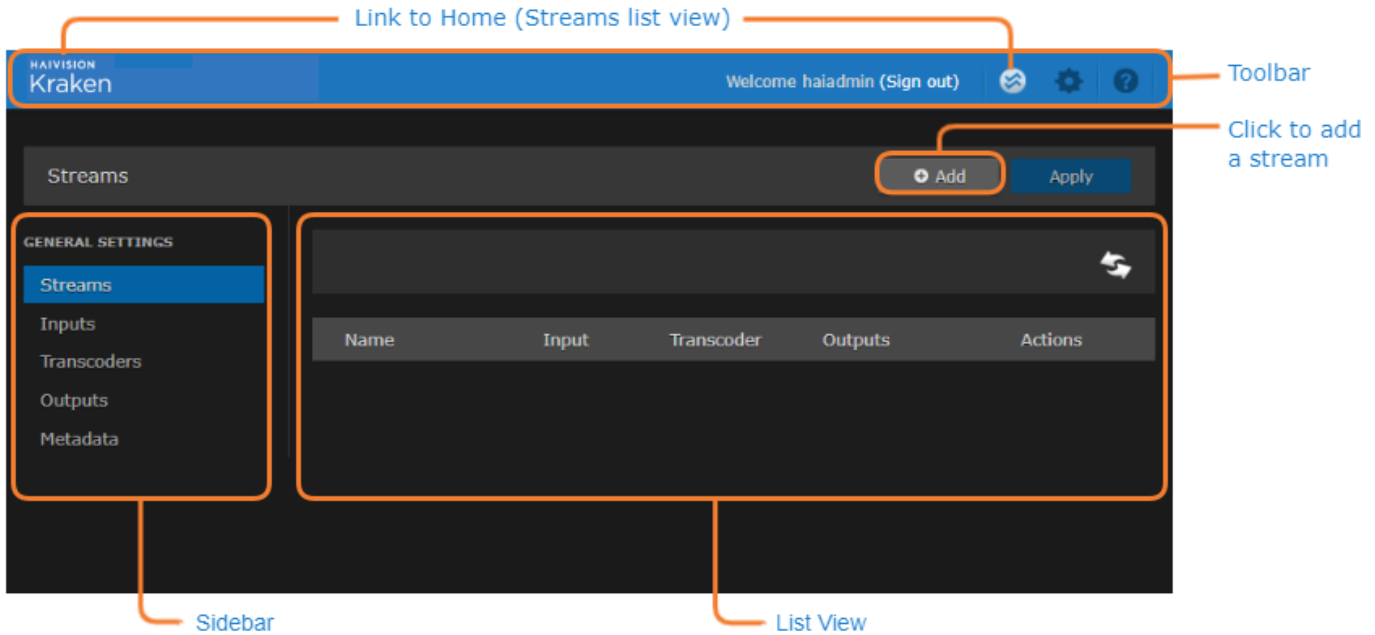 Link to Home (Streams list view)
HAIVISION
Kraken
Welcome haiadmin (Sign out)
Toolbar
Click to add
a stream
Streams
Add
Apply
GENERAL SETTINGS
Streams
Inputs
Transcoders
Outputs
Metadata
Name Input Transcoder Outputs Actions
Sidebar
List View